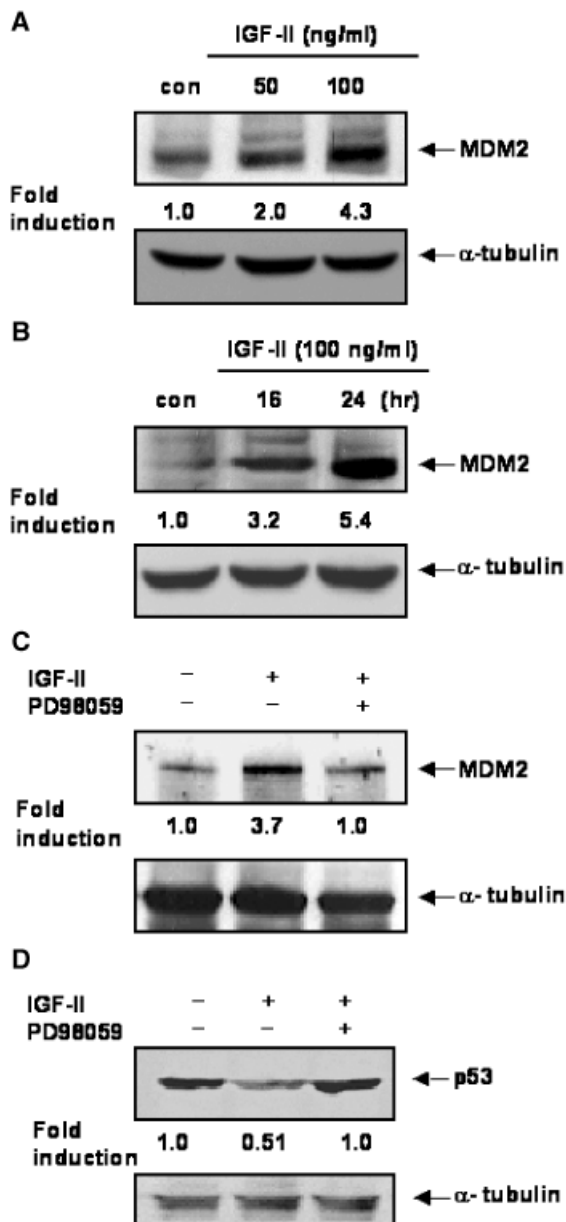 A
IGF-II (ng/ml)
con 50 100
MDM2
Fold
induction 1.0 2.0 4.3
α-tubulin
B
IGF-II (100 ng/ml)
con 16 24 (hr)
MDM2
Fold
induction 1.0 3.2 5.4
α- tubulin
C
IGF-II − + +
PD98059 − − +
MDM2
Fold
induction 1.0 3.7 1.0
α- tubulin
D
IGF-II − + +
PD98059 − − +
p53
Fold
induction 1.0 0.51 1.0
α- tubulin